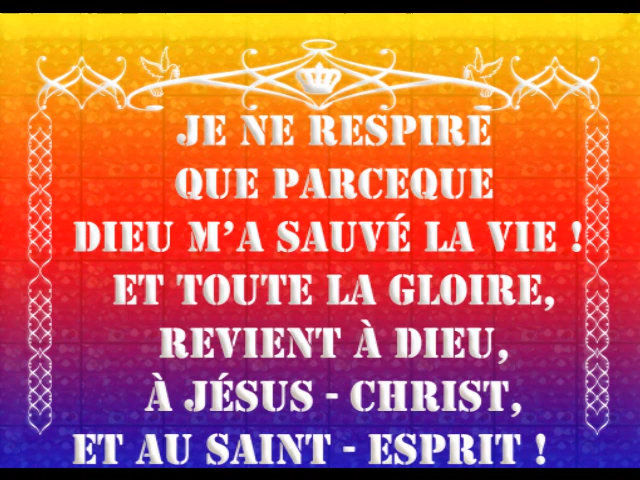 JE NE RESPIRE
QUE PARCEQUE
DIEU M'A SAUVÉ LA VIE !
ET TOUTE LA GLOIRE,
REVIENT À DIEU,
À JÉSUS - CHRIST,
ET AU SAINT - ESPRIT !